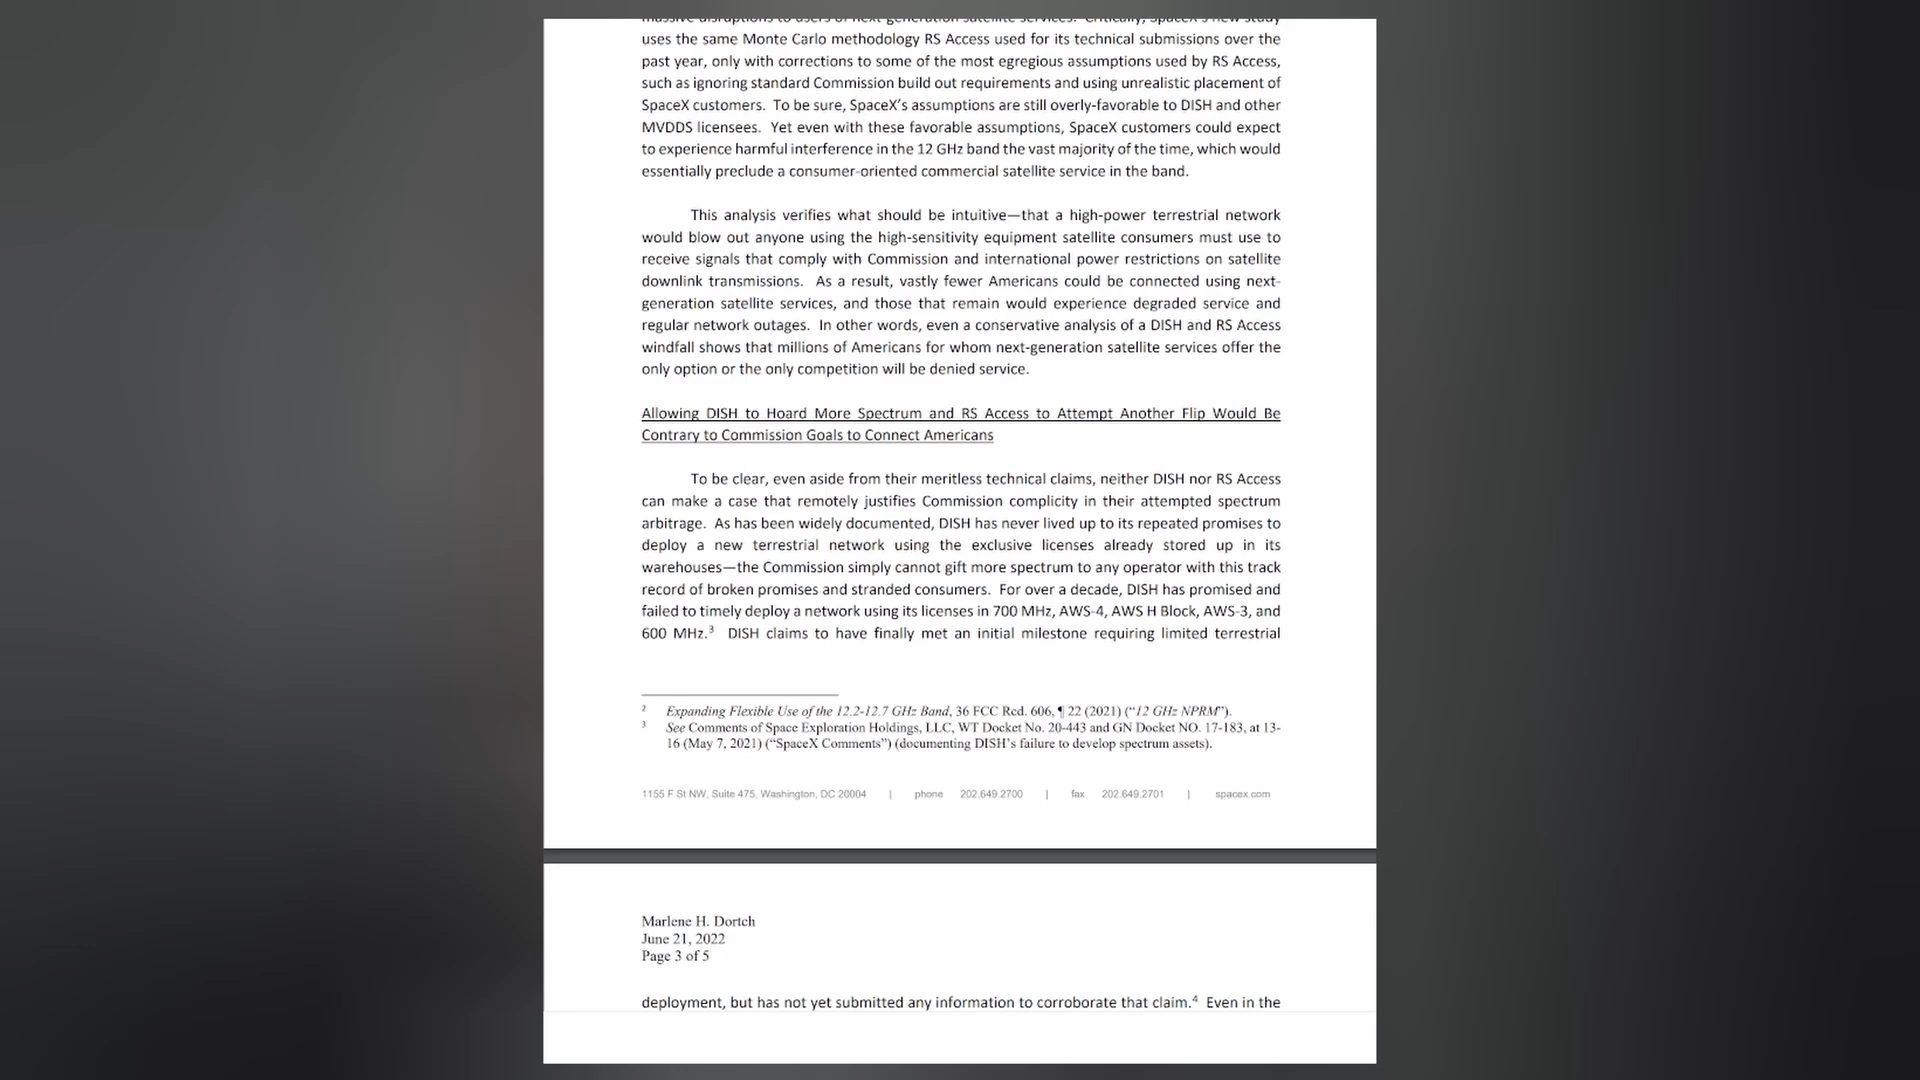 massive disruptions to users of next-generation satellite services. Critically, SpaceX's new study
uses the same Monte Carlo methodology RS Access used for its technical submissions over the
past year, only with corrections to some of the most egregious assumptions used by RS Access,
such as ignoring standard Commission build out requirements and using unrealistic placement of
SpaceX customers. To be sure, SpaceX's assumptions are still overly-favorable to DISH and other
MVDDS licensees. Yet even with these favorable assumptions, SpaceX customers could expect
to experience harmful interference in the 12 GHz band the vast majority of the time, which would
essentially preclude a consumer-oriented commercial satellite service in the band.
This analysis verifies what should be intuitive—that a high-power terrestrial network
would blow out anyone using the high-sensitivity equipment satellite consumers must use to
receive signals that comply with Commission and international power restrictions on satellite
downlink transmissions. As a result, vastly fewer Americans could be connected using next-
generation satellite services, and those that remain would experience degraded service and
regular network outages. In other words, even a conservative analysis of a DISH and RS Access
windfall shows that millions of Americans for whom next-generation satellite services offer the
only option or the only competition will be denied service.
Allowing DISH to Hoard More Spectrum and RS Access to Attempt Another Flip Would Be
Contrary to Commission Goals to Connect Americans
To be clear, even aside from their meritless technical claims, neither DISH nor RS Access
can make a case that remotely justifies Commission complicity in their attempted spectrum
arbitrage. As has been widely documented, DISH has never lived up to its repeated promises to
deploy a new terrestrial network using the exclusive licenses already stored up in its
warehouses—the Commission simply cannot gift more spectrum to any operator with this track
record of broken promises and stranded consumers. For over a decade, DISH has promised and
failed to timely deploy a network using its licenses in 700 MHz, AWS-4, AWS H Block, AWS-3, and
600 MHz.³ DISH claims to have finally met an initial milestone requiring limited terrestrial
² Expanding Flexible Use of the 12.2-12.7 GHz Band, 36 FCC Rcd. 606, ¶ 22 (2021) (“12 GHz NPRM”).
³ See Comments of Space Exploration Holdings, LLC, WT Docket No. 20-443 and GN Docket NO. 17-183, at 13-
16 (May 7, 2021) (“SpaceX Comments”) (documenting DISH's failure to develop spectrum assets).
1155 F St NW, Suite 475, Washington, DC 20004 | phone 202.649.2700 | fax 202.649.2701 | spacex.com
Marlene H. Dortch
June 21, 2022
Page 3 of 5
deployment, but has not yet submitted any information to corroborate that claim.⁴ Even in the